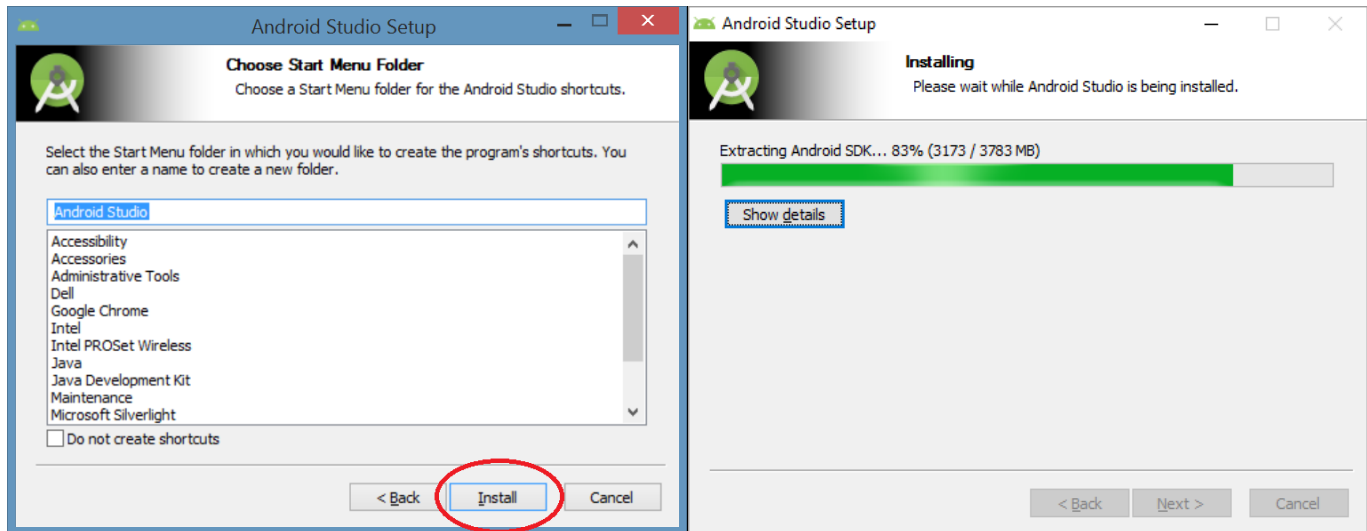 Android Studio Setup
Choose Start Menu Folder
Choose a Start Menu folder for the Android Studio shortcuts.
Select the Start Menu folder in which you would like to create the program's shortcuts. You
can also enter a name to create a new folder.
Android Studio
Accessibility
Accessories
Administrative Tools
Dell
Google Chrome
Intel
Intel PROSet Wireless
Java
Java Development Kit
Maintenance
Microsoft Silverlight
Do not create shortcuts
< Back Install Cancel
Android Studio Setup
Installing
Please wait while Android Studio is being installed.
Extracting Android SDK... 83% (3173 / 3783 MB)
Show details
< Back Next > Cancel